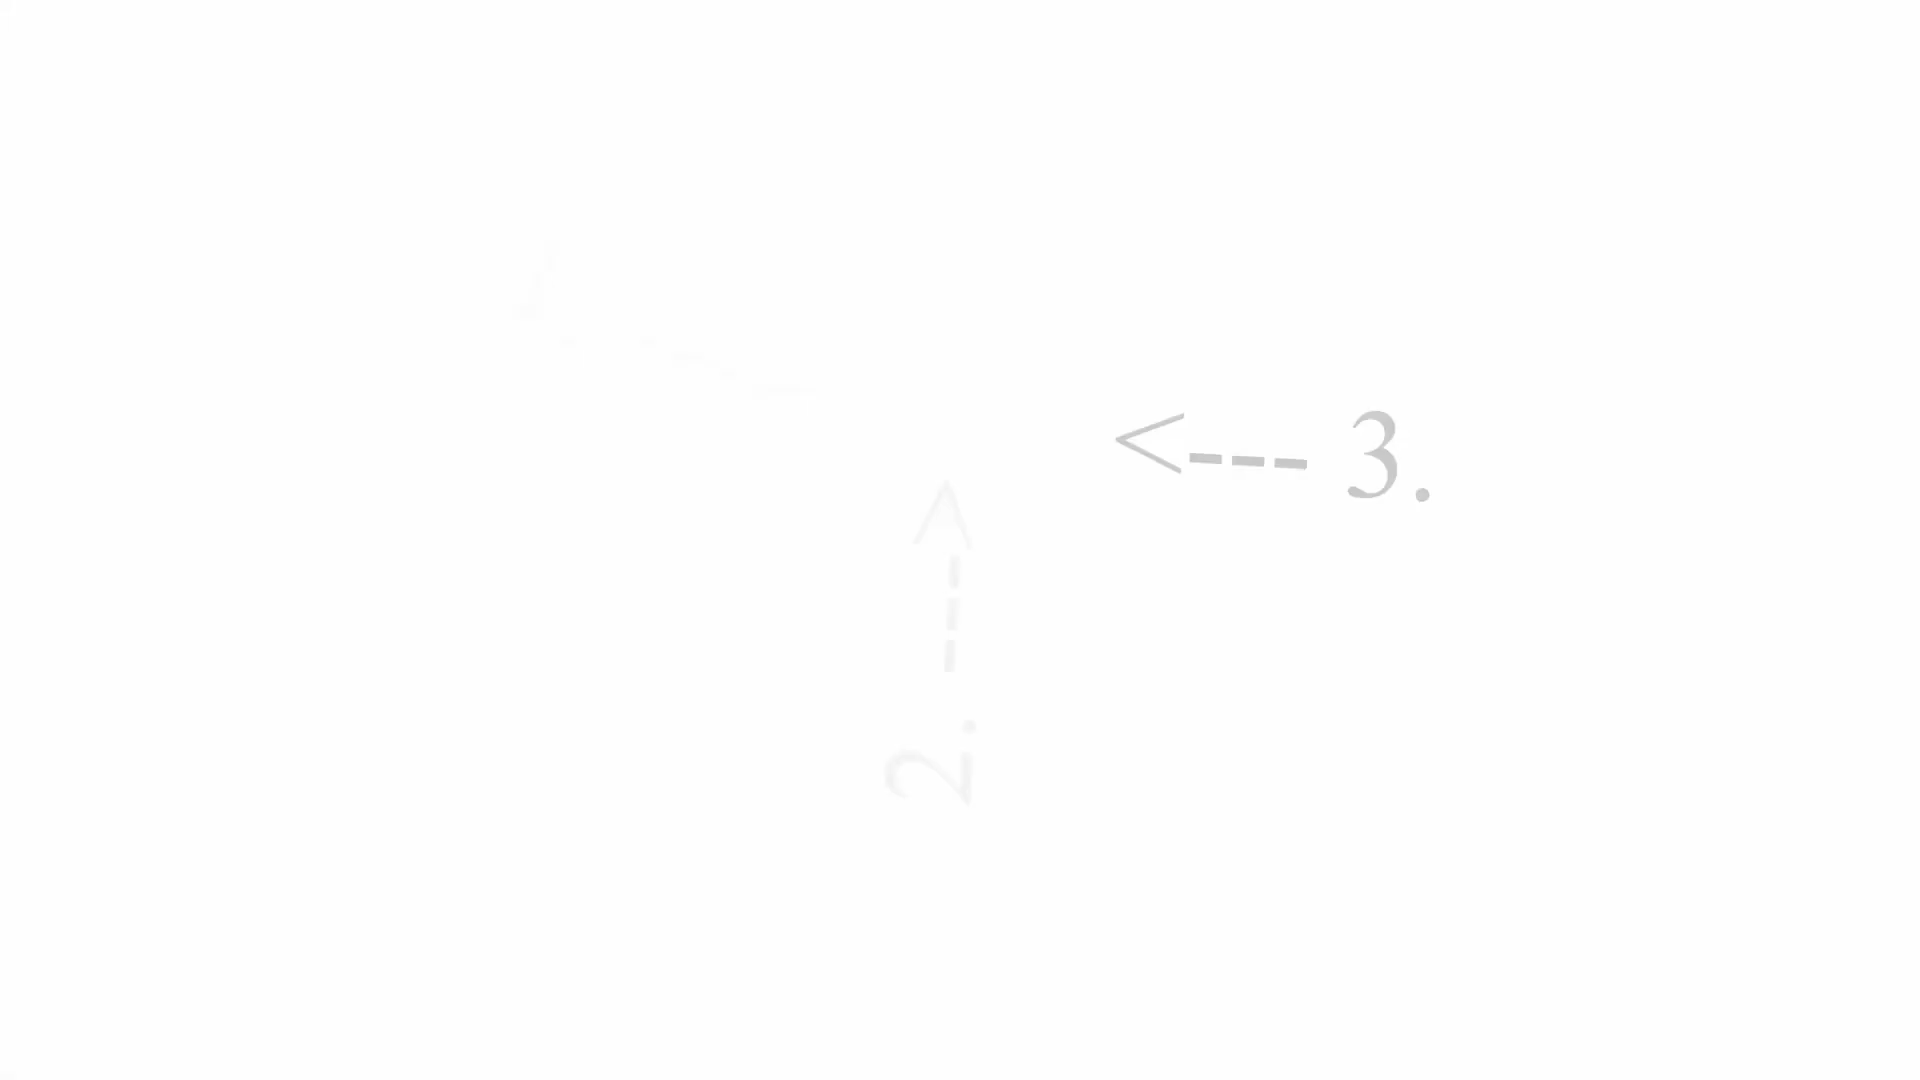 <--- 3.
2. --->